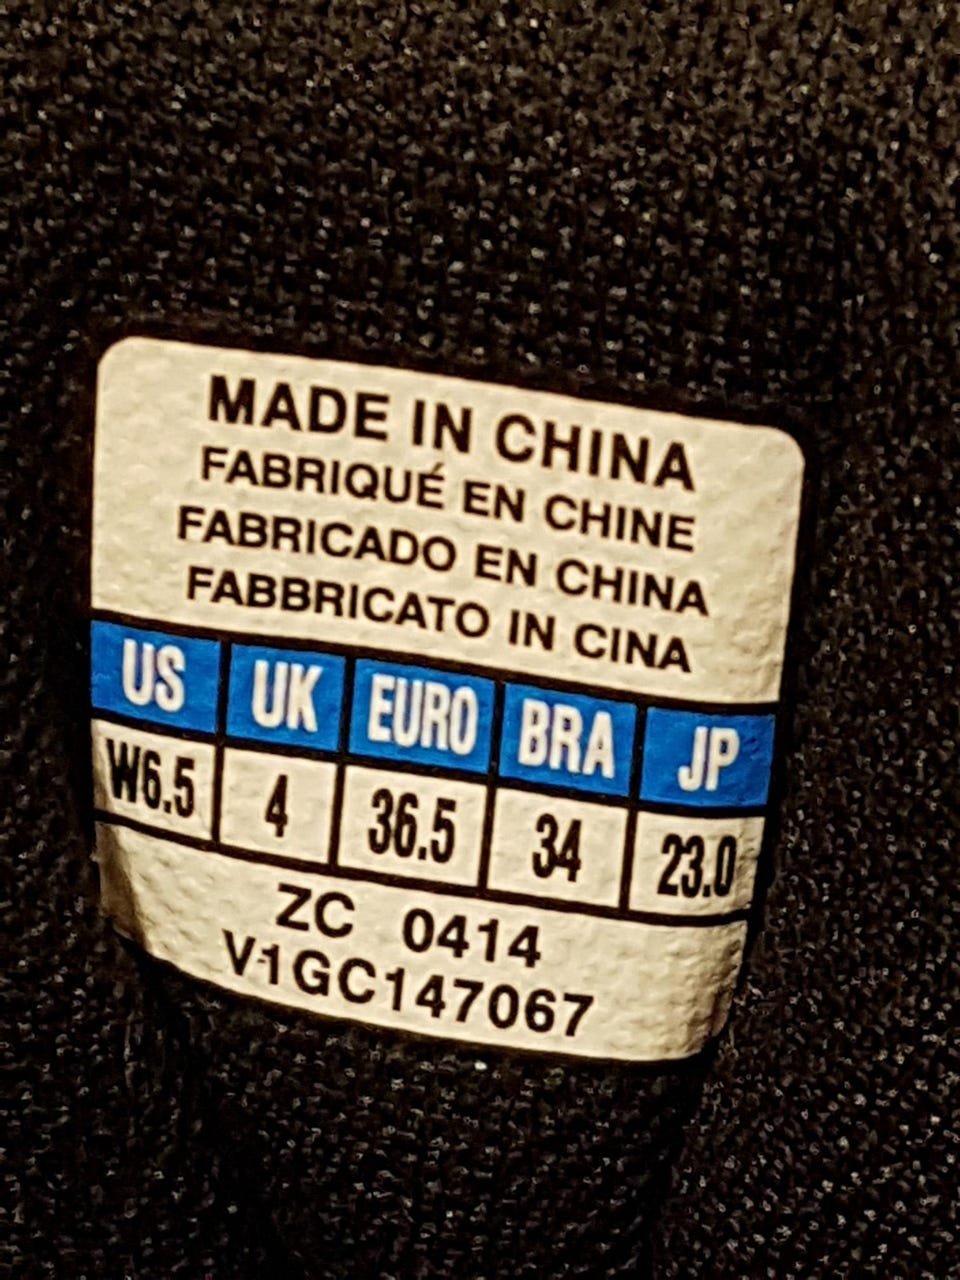 MADE IN CHINA
FABRIQUÉ EN CHINE
FABRICADO EN CHINA
FABBRICATO IN CINA
US UK EURO BRA JP
W6.5 4 36.5 34 23.0
ZC 0414
V1GC147067